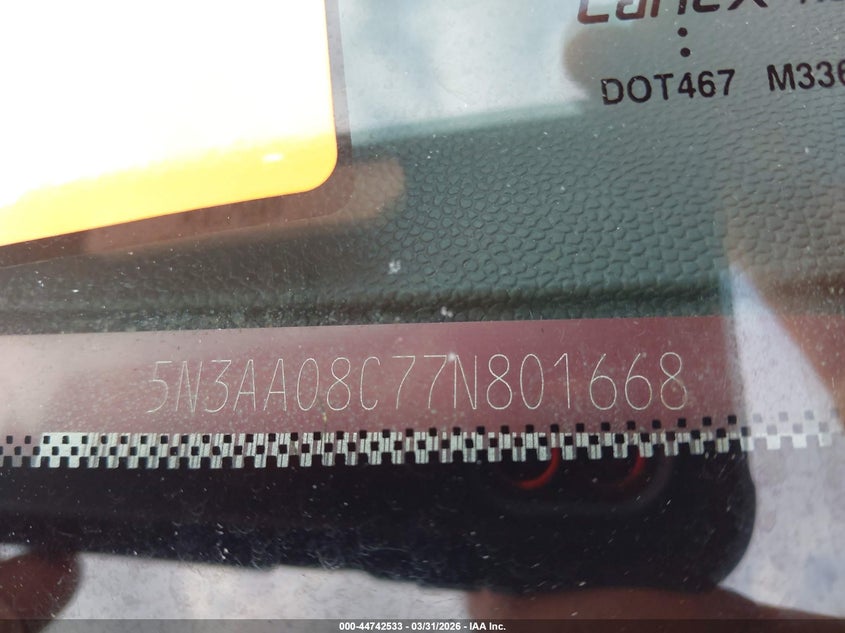 DOT467 M336
5N3AA08C77N801668
000-44742533 - 03/31/2026 - IAA Inc.